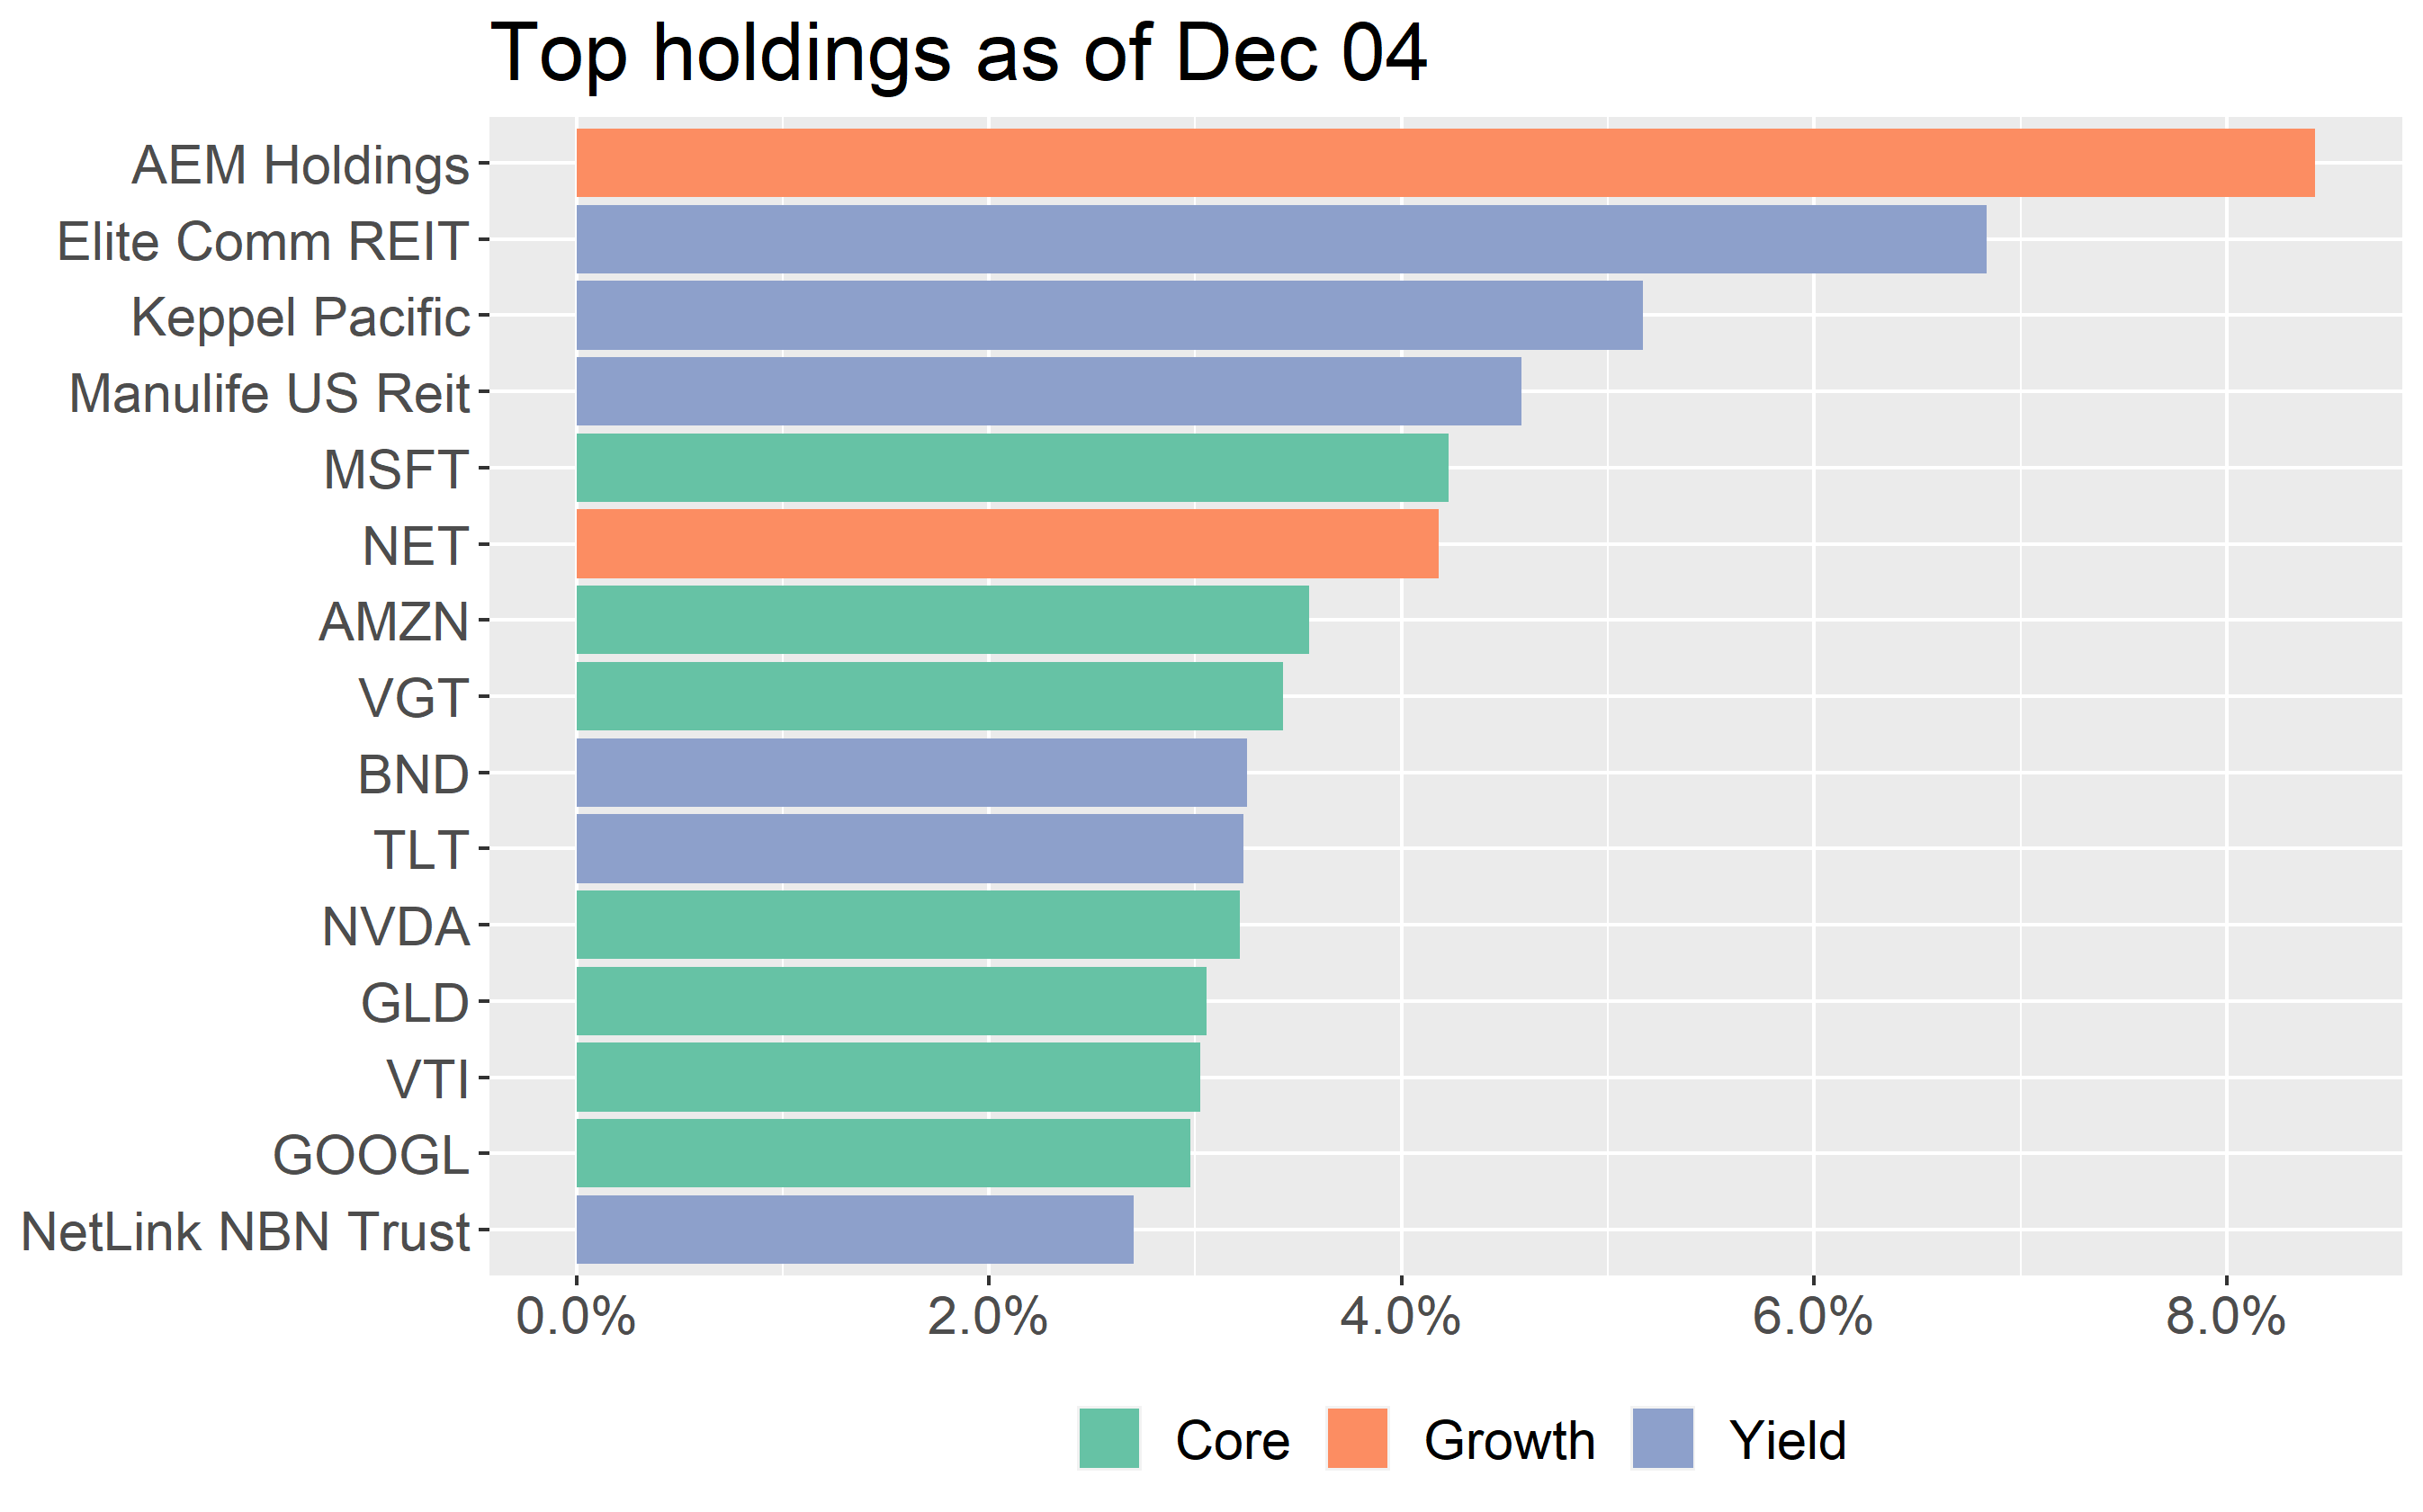 Top holdings as of Dec 04
AEM Holdings
Elite Comm REIT
Keppel Pacific
Manulife US Reit
MSFT
NET
AMZN
VGT
BND
TLT
NVDA
GLD
VTI
GOOGL
NetLink NBN Trust
0.0% 2.0% 4.0% 6.0% 8.0%
Core Growth Yield